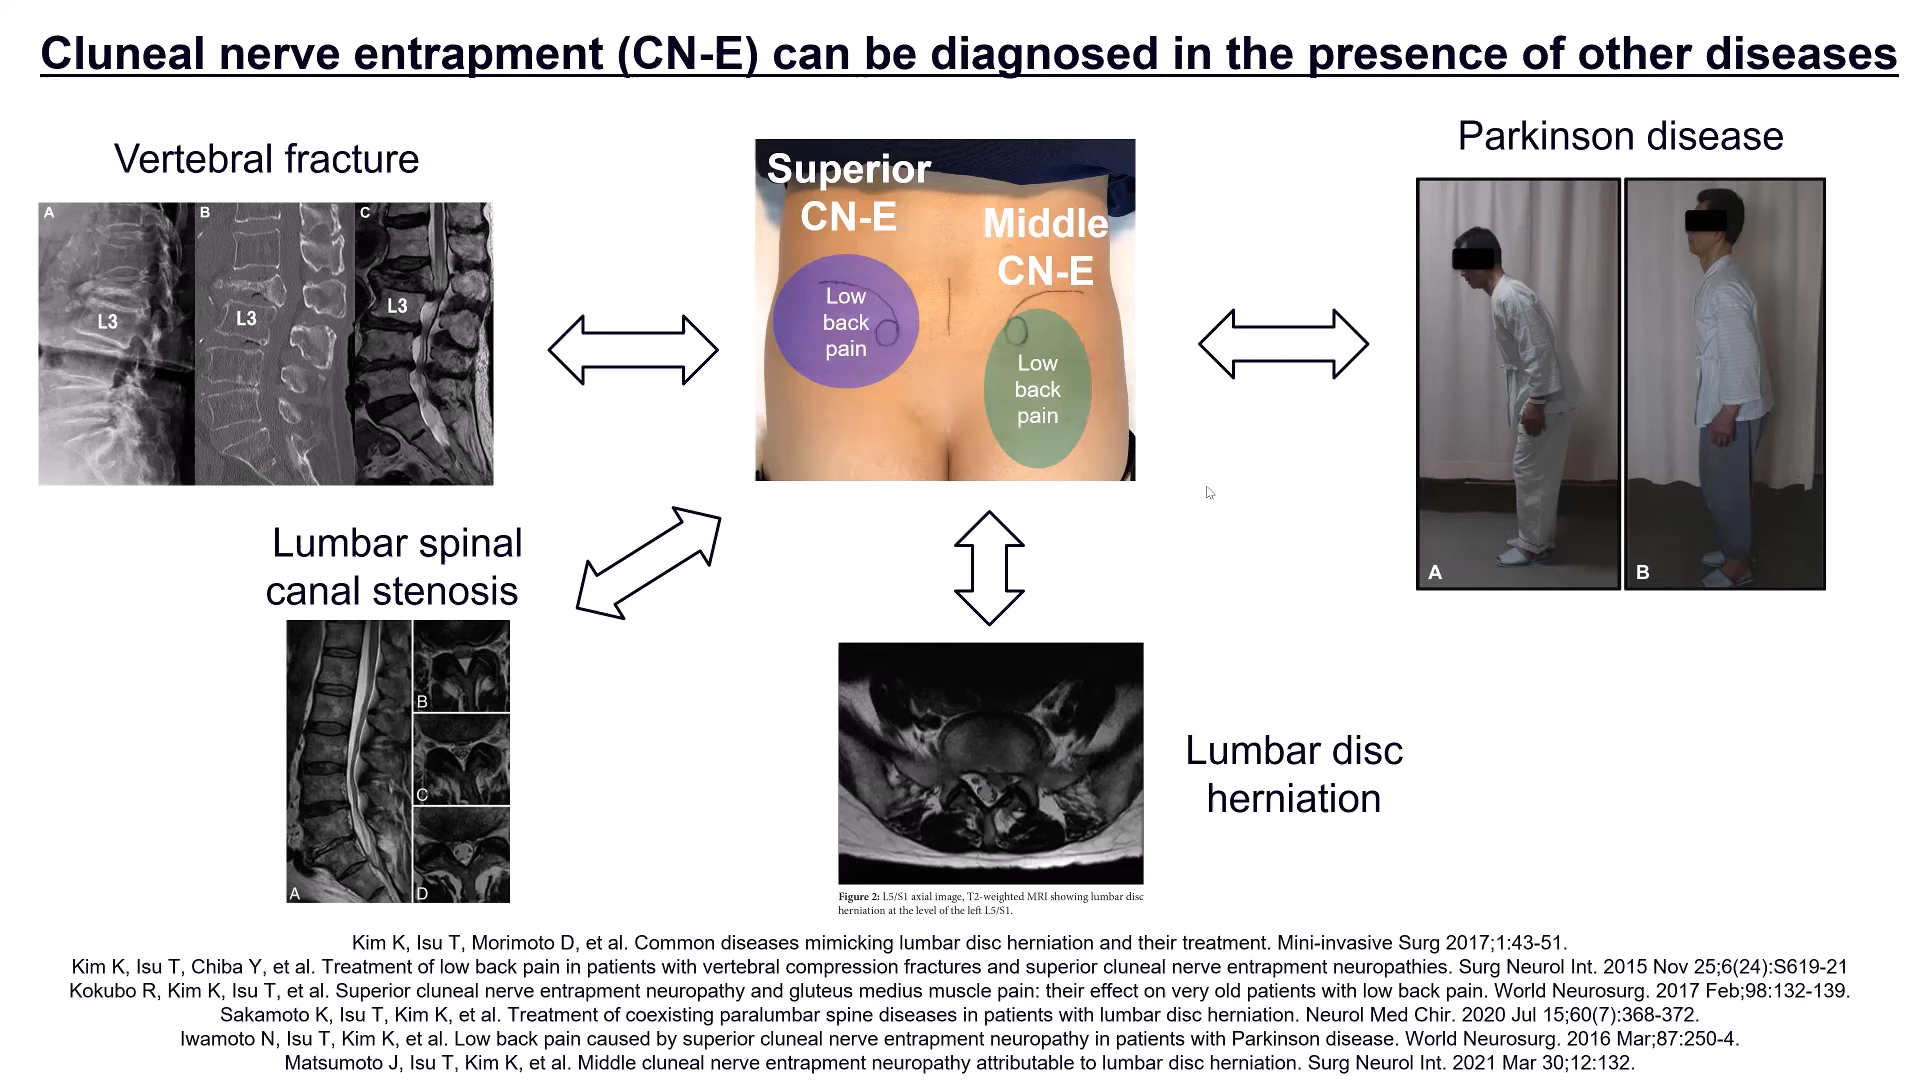 Cluneal nerve entrapment (CN-E) can be diagnosed in the presence of other diseases
Vertebral fracture
A
B
C
L3
L3
L3
Superior
CN-E
Middle
CN-E
Low
back
pain
Low
back
pain
Parkinson disease
A
B
Lumbar spinal
canal stenosis
A
B
C
D
Lumbar disc
herniation
Figure 2: L5/S1 axial image, T2-weighted MRI showing lumbar disc
herniation at the level of the left L5/S1.
Kim K, Isu T, Morimoto D, et al. Common diseases mimicking lumbar disc herniation and their treatment. Mini-invasive Surg 2017;1:43-51.
Kim K, Isu T, Chiba Y, et al. Treatment of low back pain in patients with vertebral compression fractures and superior cluneal nerve entrapment neuropathies. Surg Neurol Int. 2015 Nov 25;6(24):S619-21
Kokubo R, Kim K, Isu T, et al. Superior cluneal nerve entrapment neuropathy and gluteus medius muscle pain: their effect on very old patients with low back pain. World Neurosurg. 2017 Feb;98:132-139.
Sakamoto K, Isu T, Kim K, et al. Treatment of coexisting paralumbar spine diseases in patients with lumbar disc herniation. Neurol Med Chir. 2020 Jul 15;60(7):368-372.
Iwamoto N, Isu T, Kim K, et al. Low back pain caused by superior cluneal nerve entrapment neuropathy in patients with Parkinson disease. World Neurosurg. 2016 Mar;87:250-4.
Matsumoto J, Isu T, Kim K, et al. Middle cluneal nerve entrapment neuropathy attributable to lumbar disc herniation. Surg Neurol Int. 2021 Mar 30;12:132.